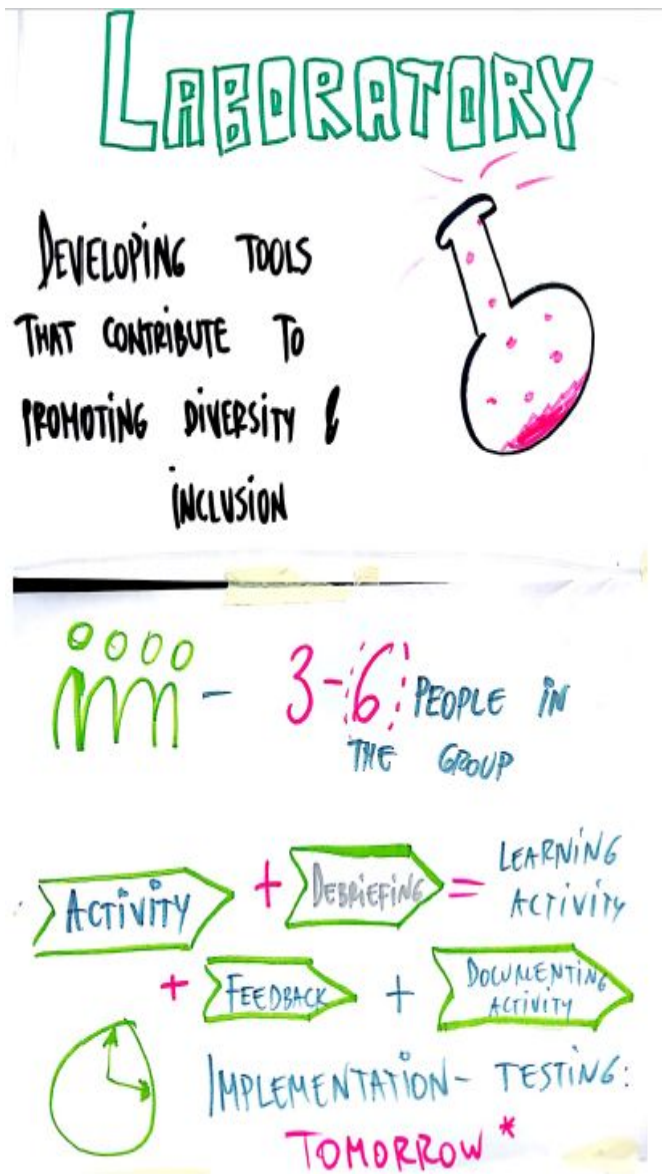 LABORATORY
DEVELOPING TOOLS
THAT CONTRIBUTE TO
PROMOTING DIVERSITY &
INCLUSION
- 3-6 PEOPLE IN
THE GROUP
ACTIVITY + DEBRIEFING = LEARNING
ACTIVITY
+ FEEDBACK + DOCUMENTING
ACTIVITY
IMPLEMENTATION - TESTING:
TOMORROW *